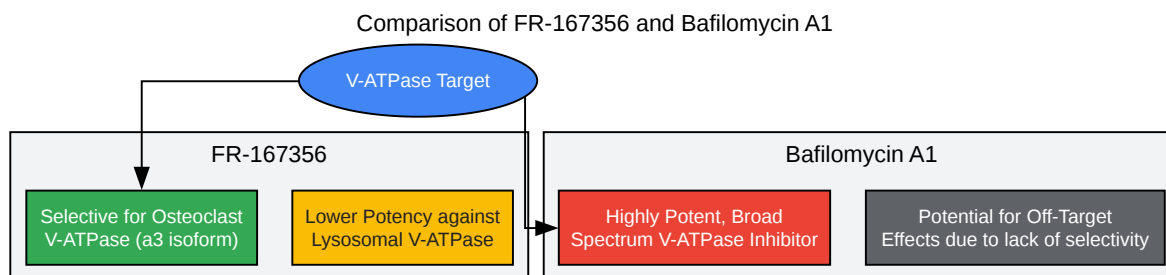 Comparison of FR-167356 and Bafilomycin A1
V-ATPase Target
FR-167356
Selective for Osteoclast
V-ATPase (a3 isoform)
Lower Potency against
Lysosomal V-ATPase
Bafilomycin A1
Highly Potent, Broad
Spectrum V-ATPase Inhibitor
Potential for Off-Target
Effects due to lack of selectivity